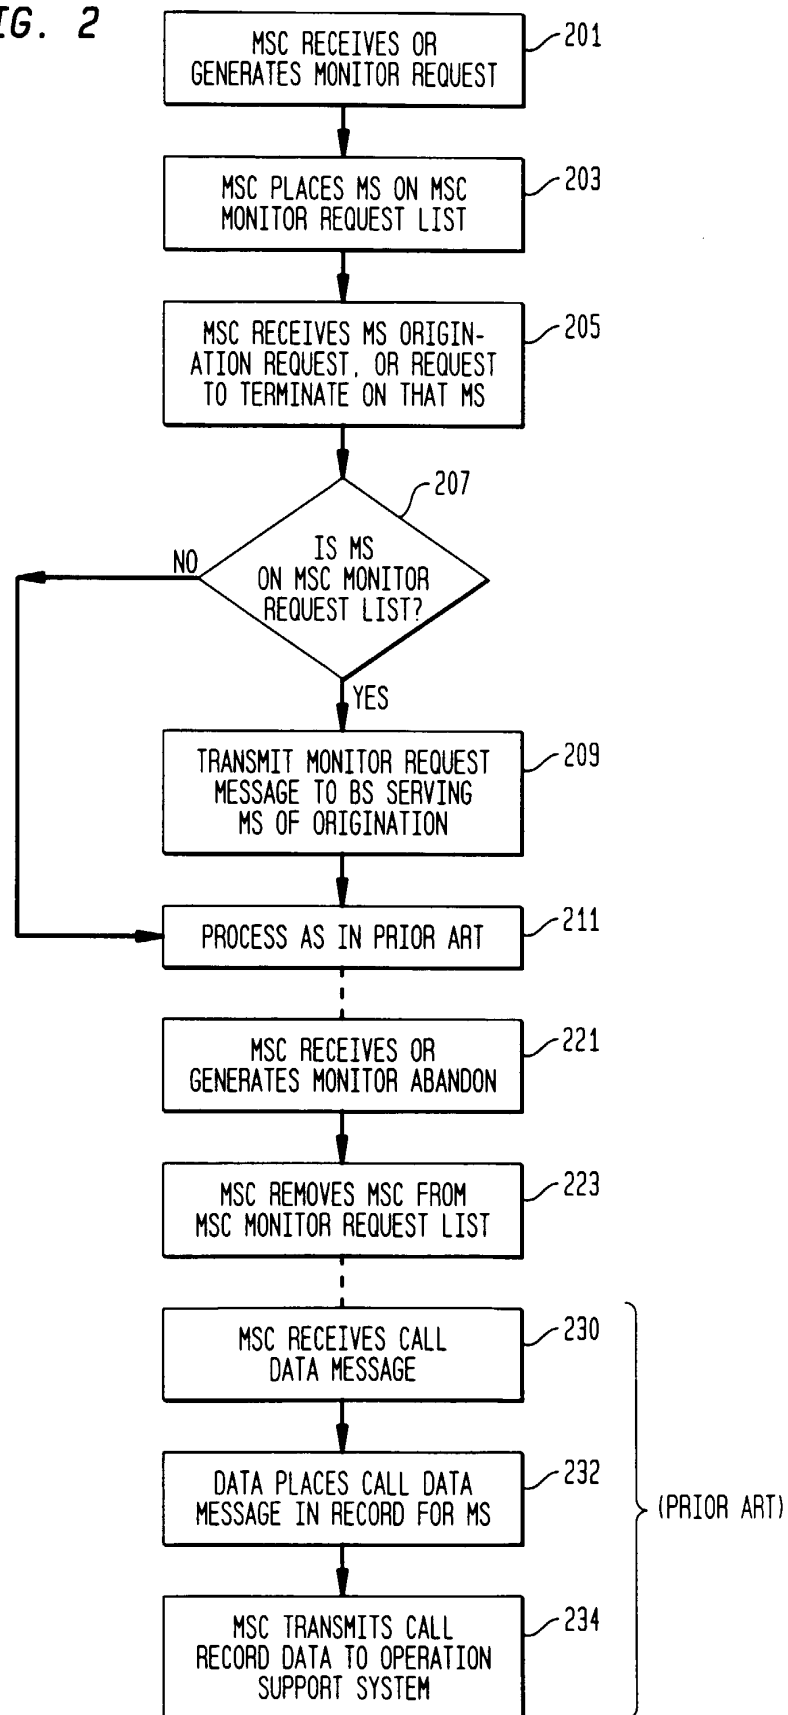 IG. 2
MSC RECEIVES OR
GENERATES MONITOR REQUEST
201
MSC PLACES MS ON MSC
MONITOR REQUEST LIST
203
MSC RECEIVES MS ORIGIN-
ATION REQUEST, OR REQUEST
TO TERMINATE ON THAT MS
205
207
IS MS
ON MSC MONITOR
REQUEST LIST?
NO
YES
TRANSMIT MONITOR REQUEST
MESSAGE TO BS SERVING
MS OF ORIGINATION
209
PROCESS AS IN PRIOR ART
211
MSC RECEIVES OR
GENERATES MONITOR ABANDON
221
MSC REMOVES MSC FROM
MSC MONITOR REQUEST LIST
223
MSC RECEIVES CALL
DATA MESSAGE
230
DATA PLACES CALL DATA
MESSAGE IN RECORD FOR MS
232
(PRIOR ART)
MSC TRANSMITS CALL
RECORD DATA TO OPERATION
SUPPORT SYSTEM
234